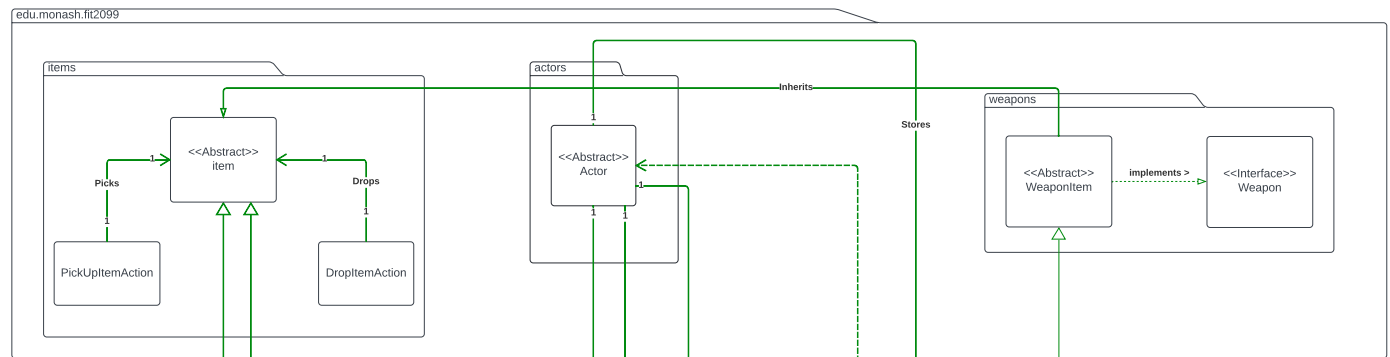 edu.monash.fit2099
items
actors
Inherits
weapons
1
Stores
<<Abstract>>
item
<<Abstract>>
Actor
<<Abstract>>
WeaponItem
implements >
<<Interface>>
Weapon
1
1
Picks
Drops
1
1
1
1
1
PickUpItemAction
DropItemAction